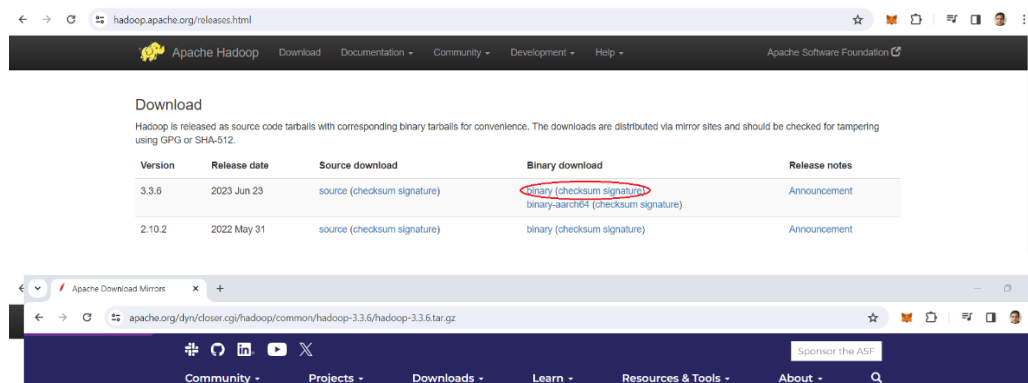 hadoop.apache.org/releases.html
Apache Hadoop Download Documentation Community Development Help Apache Software Foundation
Download
Hadoop is released as source code tarballs with corresponding binary tarballs for convenience. The downloads are distributed via mirror sites and should be checked for tampering
using GPG or SHA-512.
Version Release date Source download Binary download Release notes
3.3.6 2023 Jun 23 source (checksum signature) binary (checksum signature) Announcement
binary-aarch64 (checksum signature)
2.10.2 2022 May 31 source (checksum signature) binary (checksum signature) Announcement
Apache Download Mirrors
apache.org/dyn/closer.cgi/hadoop/common/hadoop-3.3.6/hadoop-3.3.6.tar.gz
Sponsor the ASF
Community Projects Downloads Learn Resources & Tools About